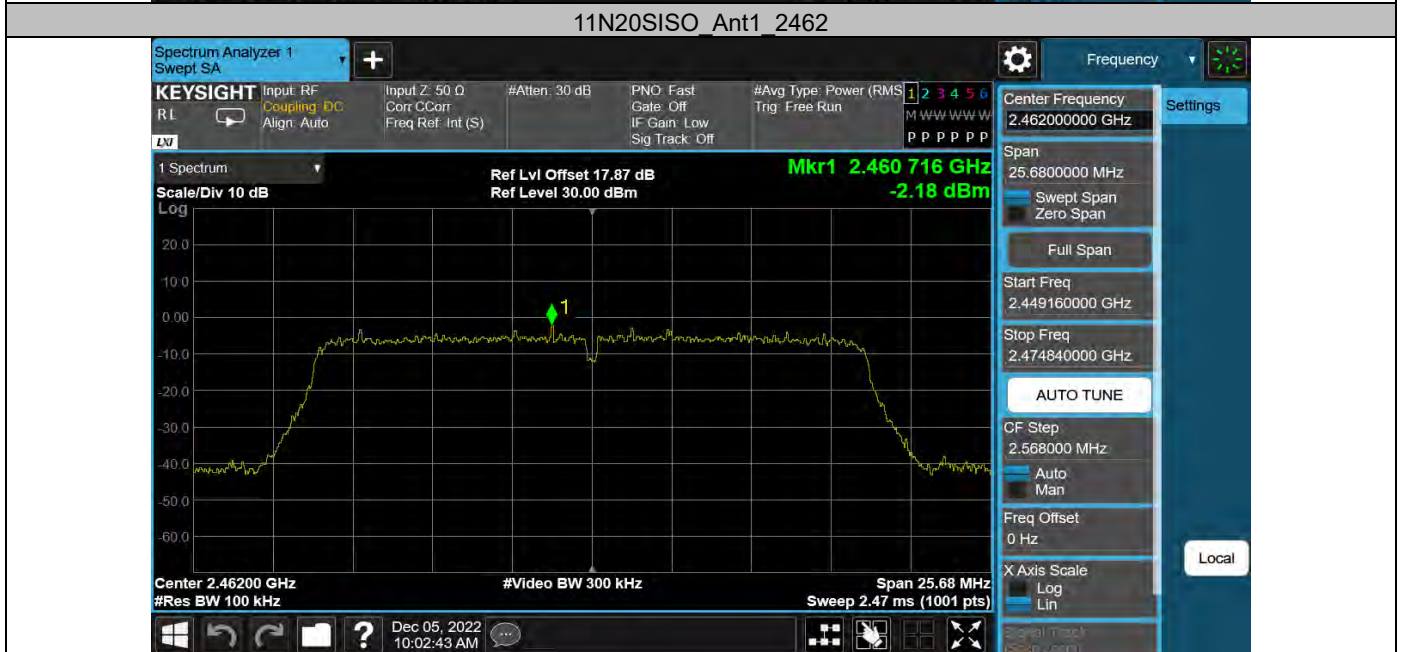 11N20SISO_Ant1_2462
Spectrum Analyzer 1
Swept SA
Frequency
KEYSIGHT
RL
LXI
Input: RF
Coupling: DC
Align: Auto
Input Z: 50 Ω
Corr CCorr
Freq Ref: Int (S)
#Atten: 30 dB
PNO: Fast
Gate: Off
IF Gain: Low
Sig Track: Off
#Avg Type: Power (RMS
Trig: Free Run
1 2 3 4 5 6
M W W W W W
P P P P P P
1 Spectrum
Scale/Div 10 dB
Ref Lvl Offset 17.87 dB
Ref Level 30.00 dBm
Mkr1 2.460 716 GHz
-2.18 dBm
Log
20.0
10.0
0.00
-10.0
-20.0
-30.0
-40.0
-50.0
-60.0
1
Center 2.46200 GHz
#Video BW 300 kHz
Span 25.68 MHz
#Res BW 100 kHz
Sweep 2.47 ms (1001 pts)
Center Frequency
2.462000000 GHz
Settings
Span
25.6800000 MHz
Swept Span
Zero Span
Full Span
Start Freq
2.449160000 GHz
Stop Freq
2.474840000 GHz
AUTO TUNE
CF Step
2.568000 MHz
Auto
Man
Freq Offset
0 Hz
X Axis Scale
Log
Lin
Local
Signal Track
?
Dec 05, 2022
10:02:43 AM